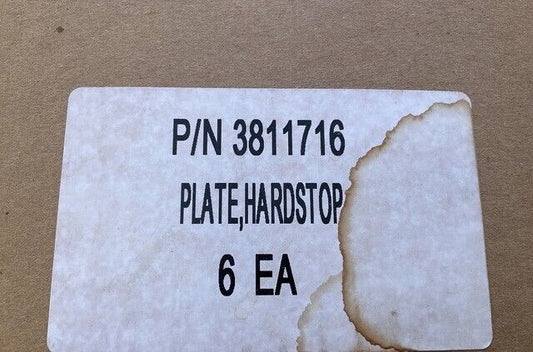 P/N 3811716
PLATE,HARDSTOP
6 EA